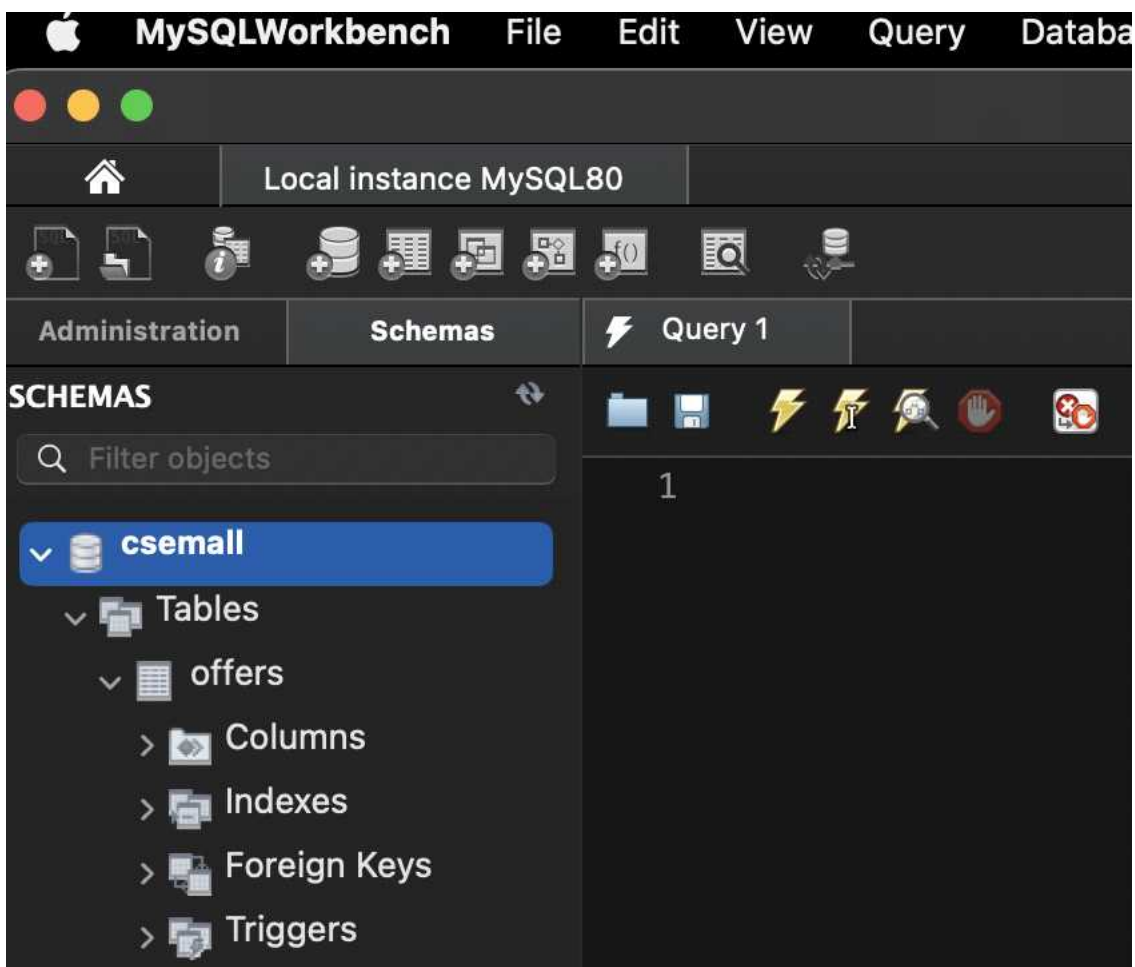 MySQLWorkbench File Edit View Query Databa
Local instance MySQL80
Administration Schemas Query 1
SCHEMAS
Filter objects
1
csemall
Tables
offers
Columns
Indexes
Foreign Keys
Triggers